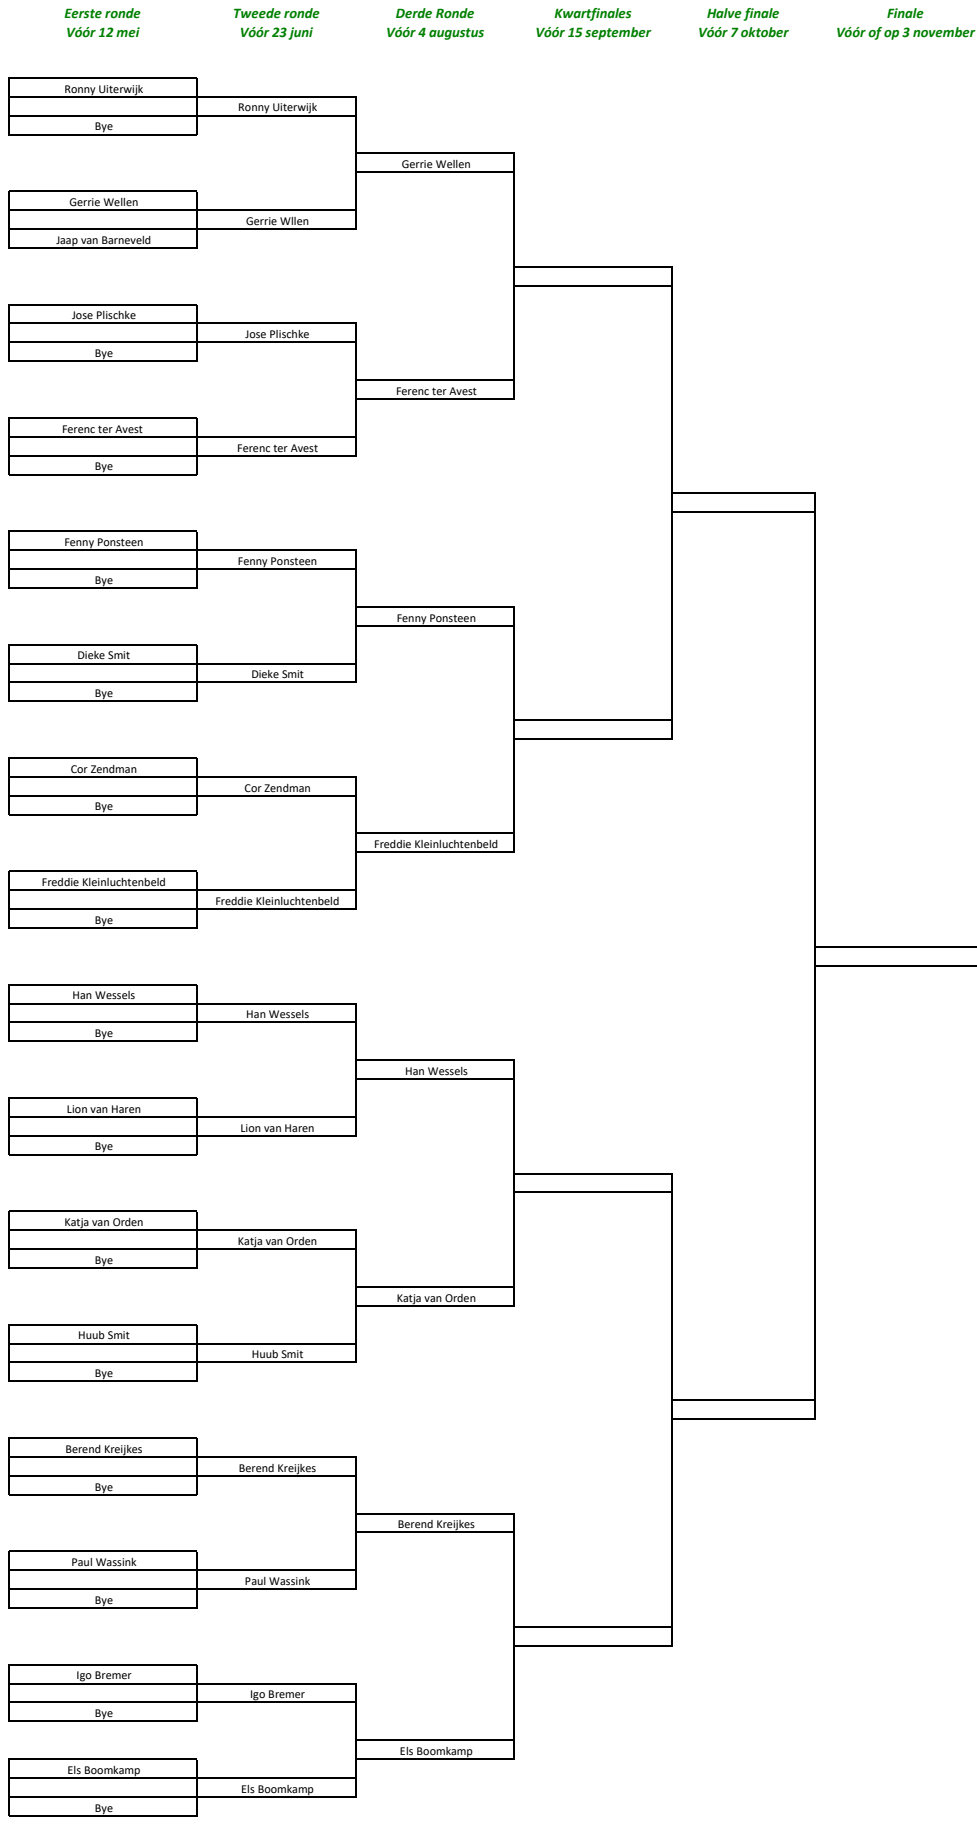 Eerste ronde Tweede ronde Derde Ronde Kwartfinales Halve finale Finale
Vóór 12 mei Vóór 23 juni Vóór 4 augustus Vóór 15 september Vóór 7 oktober Vóór of op 3 november
Ronny Uiterwijk
Ronny Uiterwijk
Bye
Gerrie Wellen
Gerrie Wellen
Gerrie Wllen
Jaap van Barneveld
Jose Plischke
Jose Plischke
Bye
Ferenc ter Avest
Ferenc ter Avest
Ferenc ter Avest
Bye
Fenny Ponsteen
Fenny Ponsteen
Bye
Fenny Ponsteen
Dieke Smit
Dieke Smit
Bye
Cor Zendman
Cor Zendman
Bye
Freddie Kleinluchtenbeld
Freddie Kleinluchtenbeld
Freddie Kleinluchtenbeld
Bye
Han Wessels
Han Wessels
Bye
Han Wessels
Lion van Haren
Lion van Haren
Bye
Katja van Orden
Katja van Orden
Bye
Katja van Orden
Huub Smit
Huub Smit
Bye
Berend Kreijkes
Berend Kreijkes
Bye
Berend Kreijkes
Paul Wassink
Paul Wassink
Bye
Igo Bremer
Igo Bremer
Bye
Els Boomkamp
Els Boomkamp
Els Boomkamp
Bye